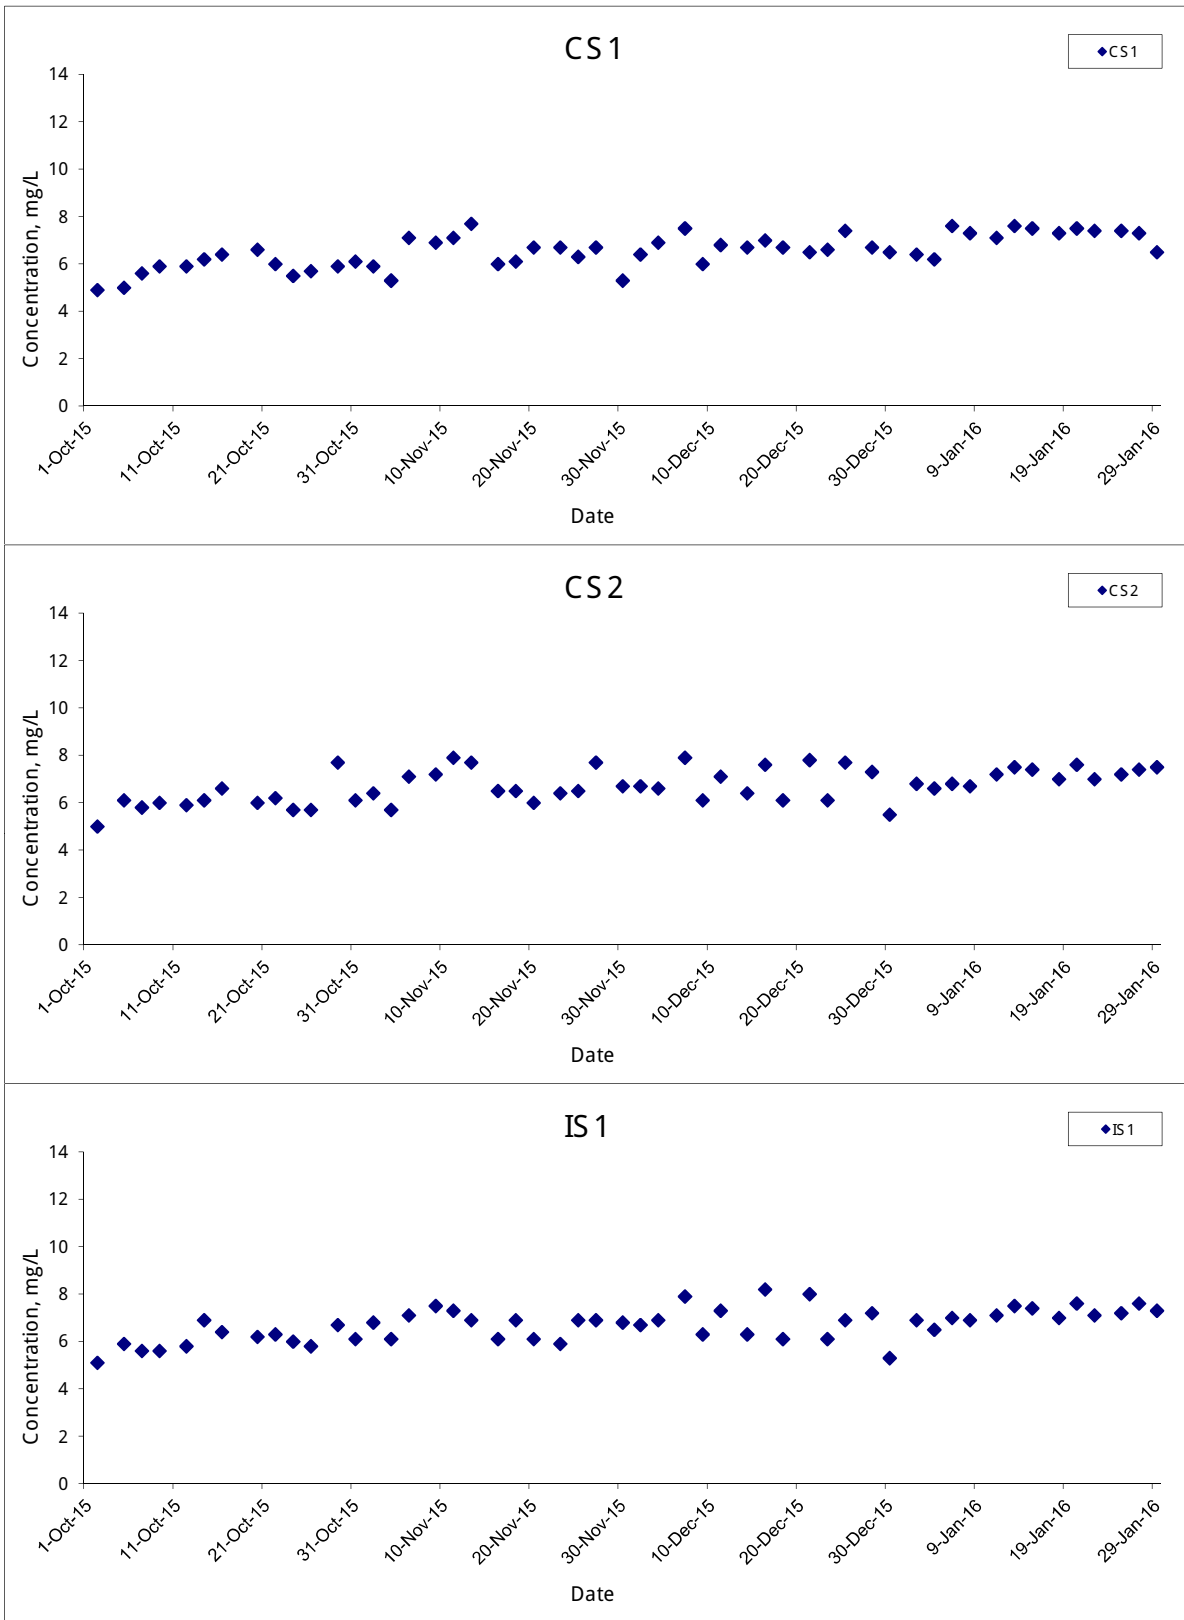 CS1
CS1
14
12
10
8
6
4
2
0
Concentration, mg/L
1-Oct-15
11-Oct-15
21-Oct-15
31-Oct-15
10-Nov-15
20-Nov-15
30-Nov-15
10-Dec-15
20-Dec-15
30-Dec-15
9-Jan-16
19-Jan-16
29-Jan-16
Date
CS2
CS2
14
12
10
8
6
4
2
0
Concentration, mg/L
1-Oct-15
11-Oct-15
21-Oct-15
31-Oct-15
10-Nov-15
20-Nov-15
30-Nov-15
10-Dec-15
20-Dec-15
30-Dec-15
9-Jan-16
19-Jan-16
29-Jan-16
Date
IS1
IS1
14
12
10
8
6
4
2
0
Concentration, mg/L
1-Oct-15
11-Oct-15
21-Oct-15
31-Oct-15
10-Nov-15
20-Nov-15
30-Nov-15
10-Dec-15
20-Dec-15
30-Dec-15
9-Jan-16
19-Jan-16
29-Jan-16
Date